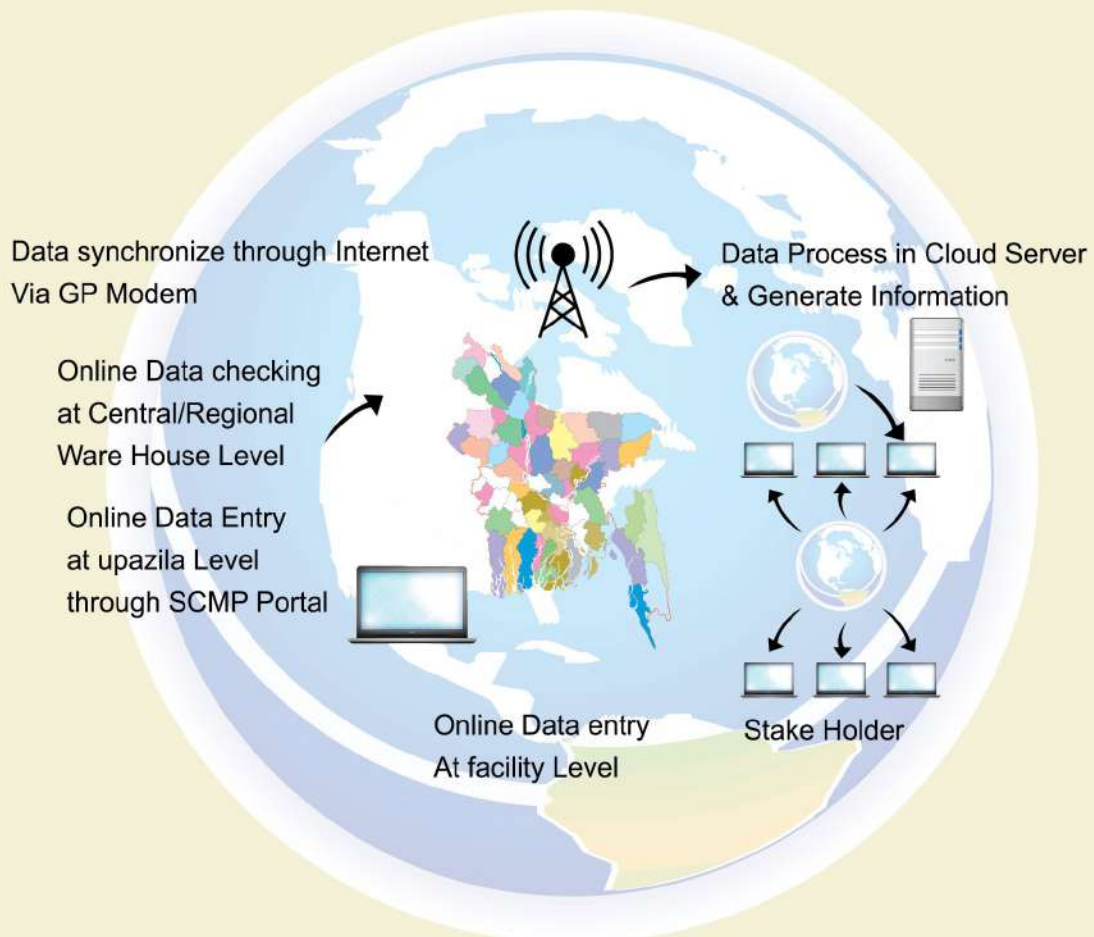 Data synchronize through Internet
Via GP Modem
Data Process in Cloud Server
& Generate Information
Online Data checking
at Central/Regional
Ware House Level
Online Data Entry
at upazila Level
through SCMP Portal
Online Data entry
At facility Level
Stake Holder